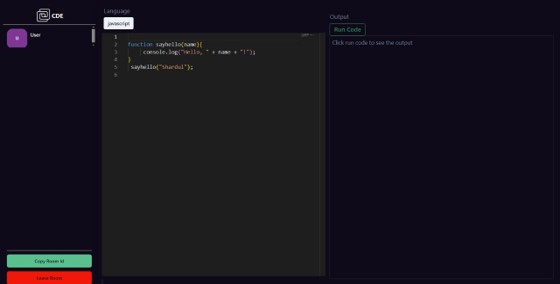 CDE
User
Language
javascript
1
2 function sayhello(name){
3 console.log("Hello, " + name + "!");
4 }
5 sayhello("shardul");
6
Output
Run Code
Click run code to see the output
Copy Room Id
Leave Room